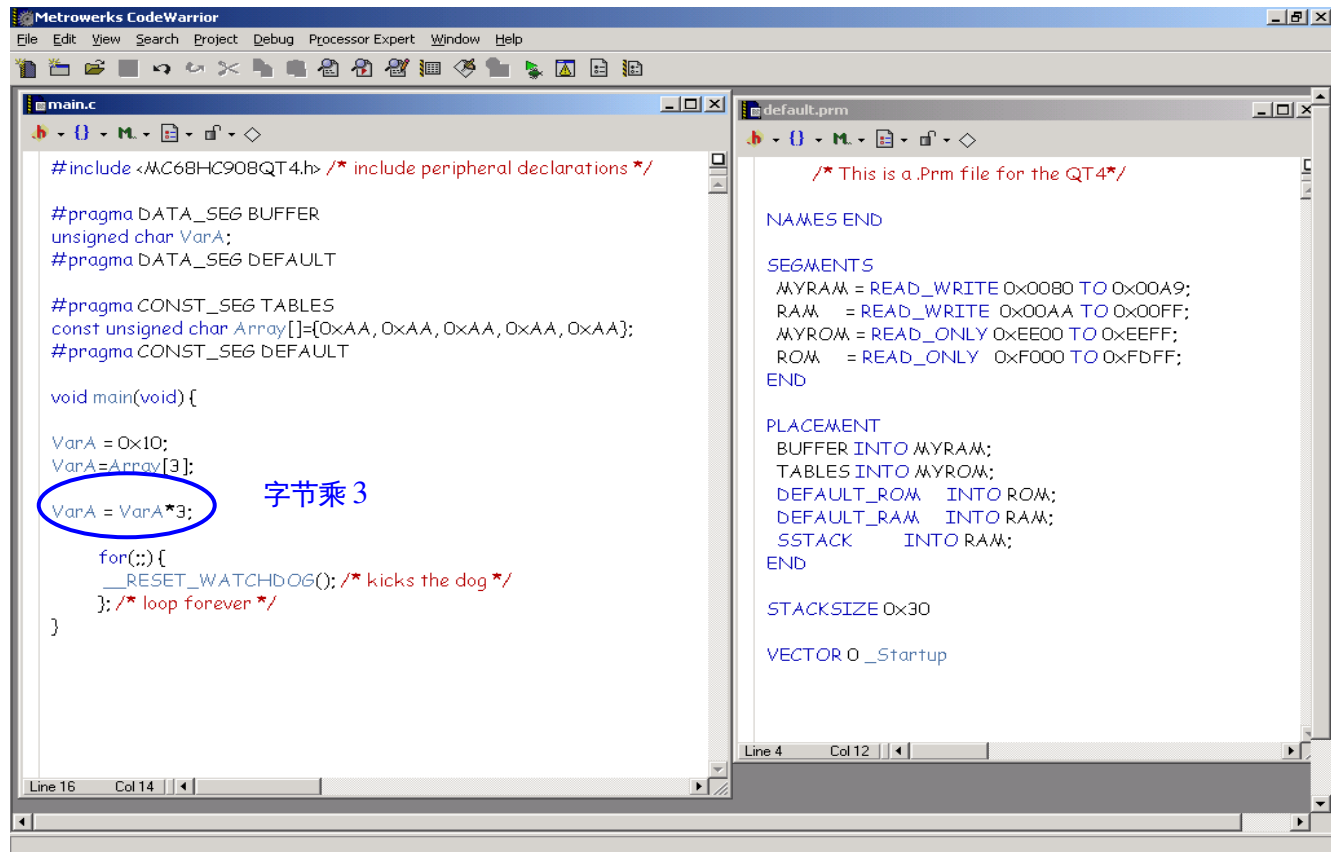 Metrowerks CodeWarrior
File Edit View Search Project Debug Processor Expert Window Help
main.c
.h {} M.
#include <MC68HC908QT4.h> /* include peripheral declarations */
#pragma DATA_SEG BUFFER
unsigned char VarA;
#pragma DATA_SEG DEFAULT
#pragma CONST_SEG TABLES
const unsigned char Array[]={0xAA, 0xAA, 0xAA, 0xAA, 0xAA};
#pragma CONST_SEG DEFAULT
void main(void) {
VarA = 0x10;
VarA=Array[3];
字节乘 3
VarA = VarA*3;
for(;;) {
__RESET_WATCHDOG(); /* kicks the dog */
}; /* loop forever */
}
Line 16 Col 14
default.prm
.h {} M.
/* This is a .Prm file for the QT4*/
NAMES END
SEGMENTS
MYRAM = READ_WRITE 0x0080 TO 0x00A9;
RAM = READ_WRITE 0x00AA TO 0x00FF;
MYROM = READ_ONLY 0xEE00 TO 0xEEFF;
ROM = READ_ONLY 0xF000 TO 0xFDFF;
END
PLACEMENT
BUFFER INTO MYRAM;
TABLES INTO MYROM;
DEFAULT_ROM INTO ROM;
DEFAULT_RAM INTO RAM;
SSTACK INTO RAM;
END
STACKSIZE 0x30
VECTOR 0 _Startup
Line 4 Col 12